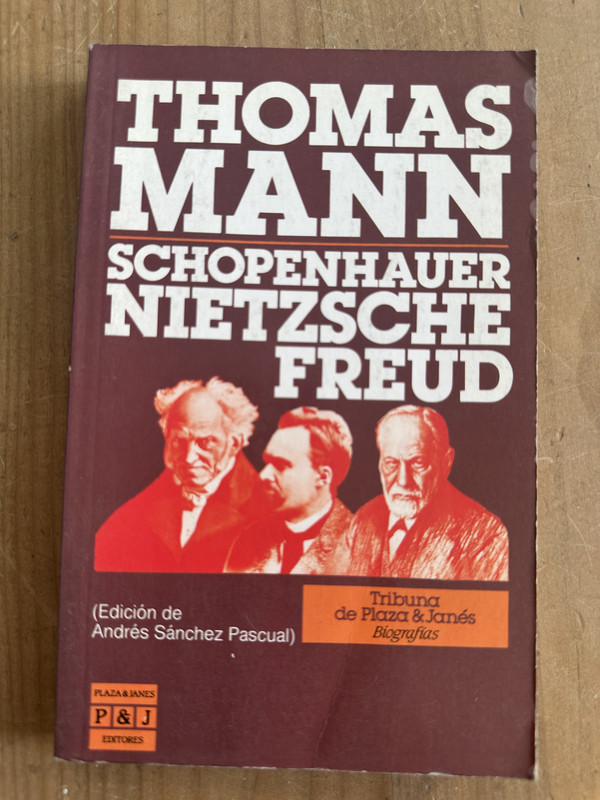 THOMAS
MANN
SCHOPENHAUER
NIETZSCHE
FREUD
(Edición de
Andrés Sánchez Pascual)
Tribuna
de Plaza & Janés
Biografías
PLAZA & JANES
P & J
EDITORES